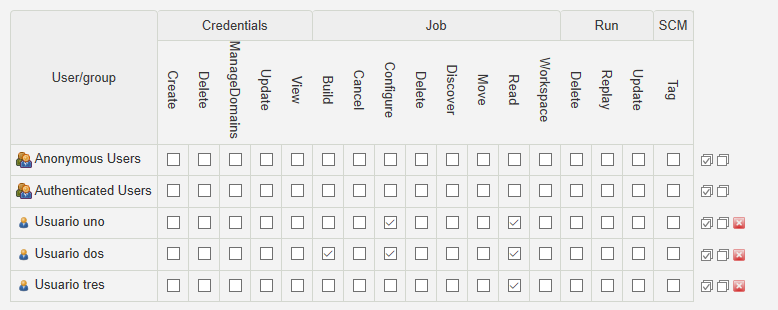 User/group Credentials Job Run SCM
Create Delete ManageDomains Update View Build Cancel Configure Delete Discover Move Read Workspace Delete Replay Update Tag
Anonymous Users
Authenticated Users
Usuario uno
Usuario dos
Usuario tres